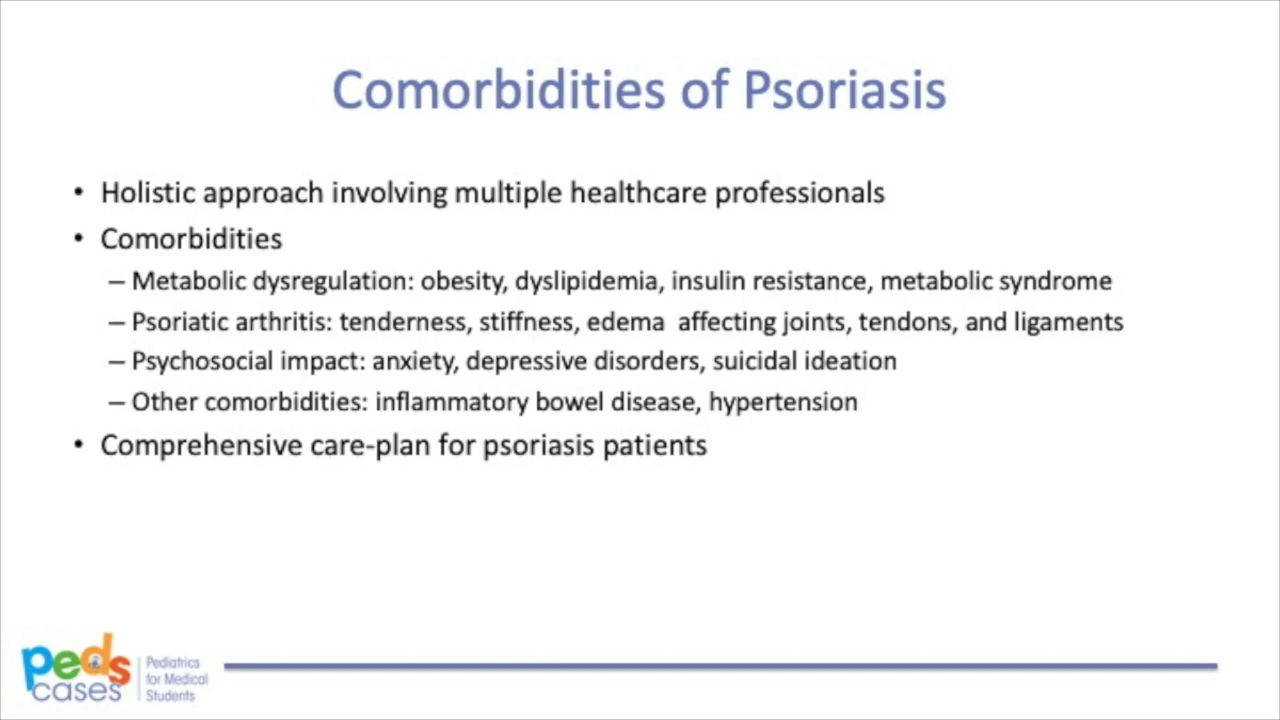 Comorbidities of Psoriasis
• Holistic approach involving multiple healthcare professionals
• Comorbidities
– Metabolic dysregulation: obesity, dyslipidemia, insulin resistance, metabolic syndrome
– Psoriatic arthritis: tenderness, stiffness, edema  affecting joints, tendons, and ligaments
– Psychosocial impact: anxiety, depressive disorders, suicidal ideation
– Other comorbidities: inflammatory bowel disease, hypertension
• Comprehensive care-plan for psoriasis patients
peds
cases
Pediatrics
for Medical
Students